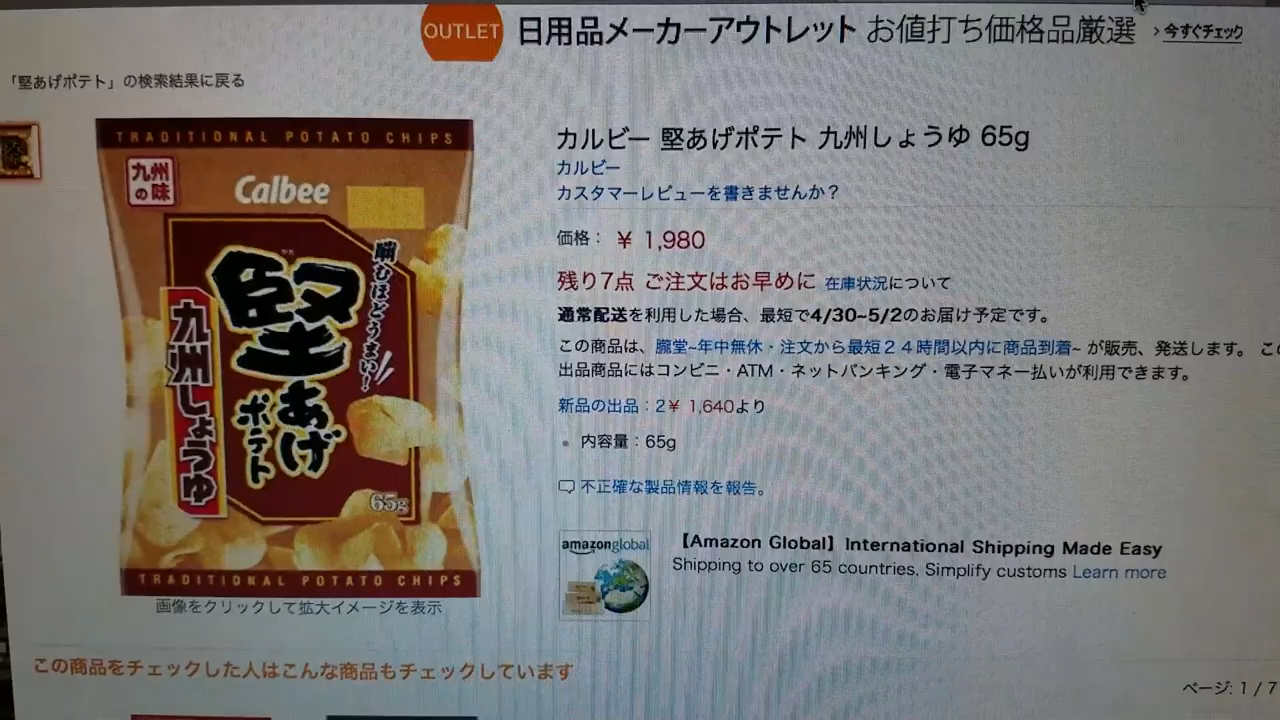 OUTLET 日用品メーカーアウトレット お値打ち価格品厳選 ›今すぐチェック
「堅あげポテト」の検索結果に戻る
TRADITIONAL POTATO CHIPS
九州の味
Calbee
堅あげポテト
噛むほどうまい!
九州しょうゆ
65g
TRADITIONAL POTATO CHIPS
画像をクリックして拡大イメージを表示
カルビー 堅あげポテト 九州しょうゆ 65g
カルビー
カスタマーレビューを書きませんか？
価格： ￥ 1,980
残り7点 ご注文はお早めに 在庫状況について
通常配送を利用した場合、最短で4/30~5/2のお届け予定です。
この商品は、朧堂~年中無休・注文から最短２４時間以内に商品到着~ が販売、発送します。
出品商品にはコンビニ・ATM・ネットバンキング・電子マネー払いが利用できます。
新品の出品：2￥ 1,640より
内容量：65g
不正確な製品情報を報告。
amazonglobal
【Amazon Global】International Shipping Made Easy
Shipping to over 65 countries. Simplify customs Learn more
この商品をチェックした人はこんな商品もチェックしています
ページ: 1 / 7